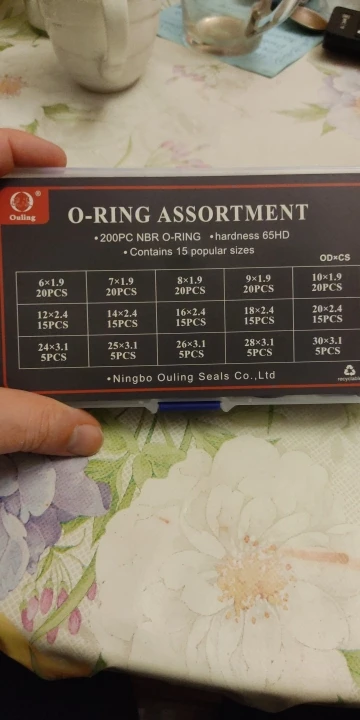 ®
Ouling
O-RING ASSORTMENT
•200PC NBR O-RING •hardness 65HD
•Contains 15 popular sizes
OD×CS
6×1.9 7×1.9 8×1.9 9×1.9 10×1.9
20PCS 20PCS 20PCS 20PCS 20PCS
12×2.4 14×2.4 16×2.4 18×2.4 20×2.4
15PCS 15PCS 15PCS 15PCS 15PCS
24×3.1 25×3.1 26×3.1 28×3.1 30×3.1
5PCS 5PCS 5PCS 5PCS 5PCS
•Ningbo Ouling Seals Co.,Ltd